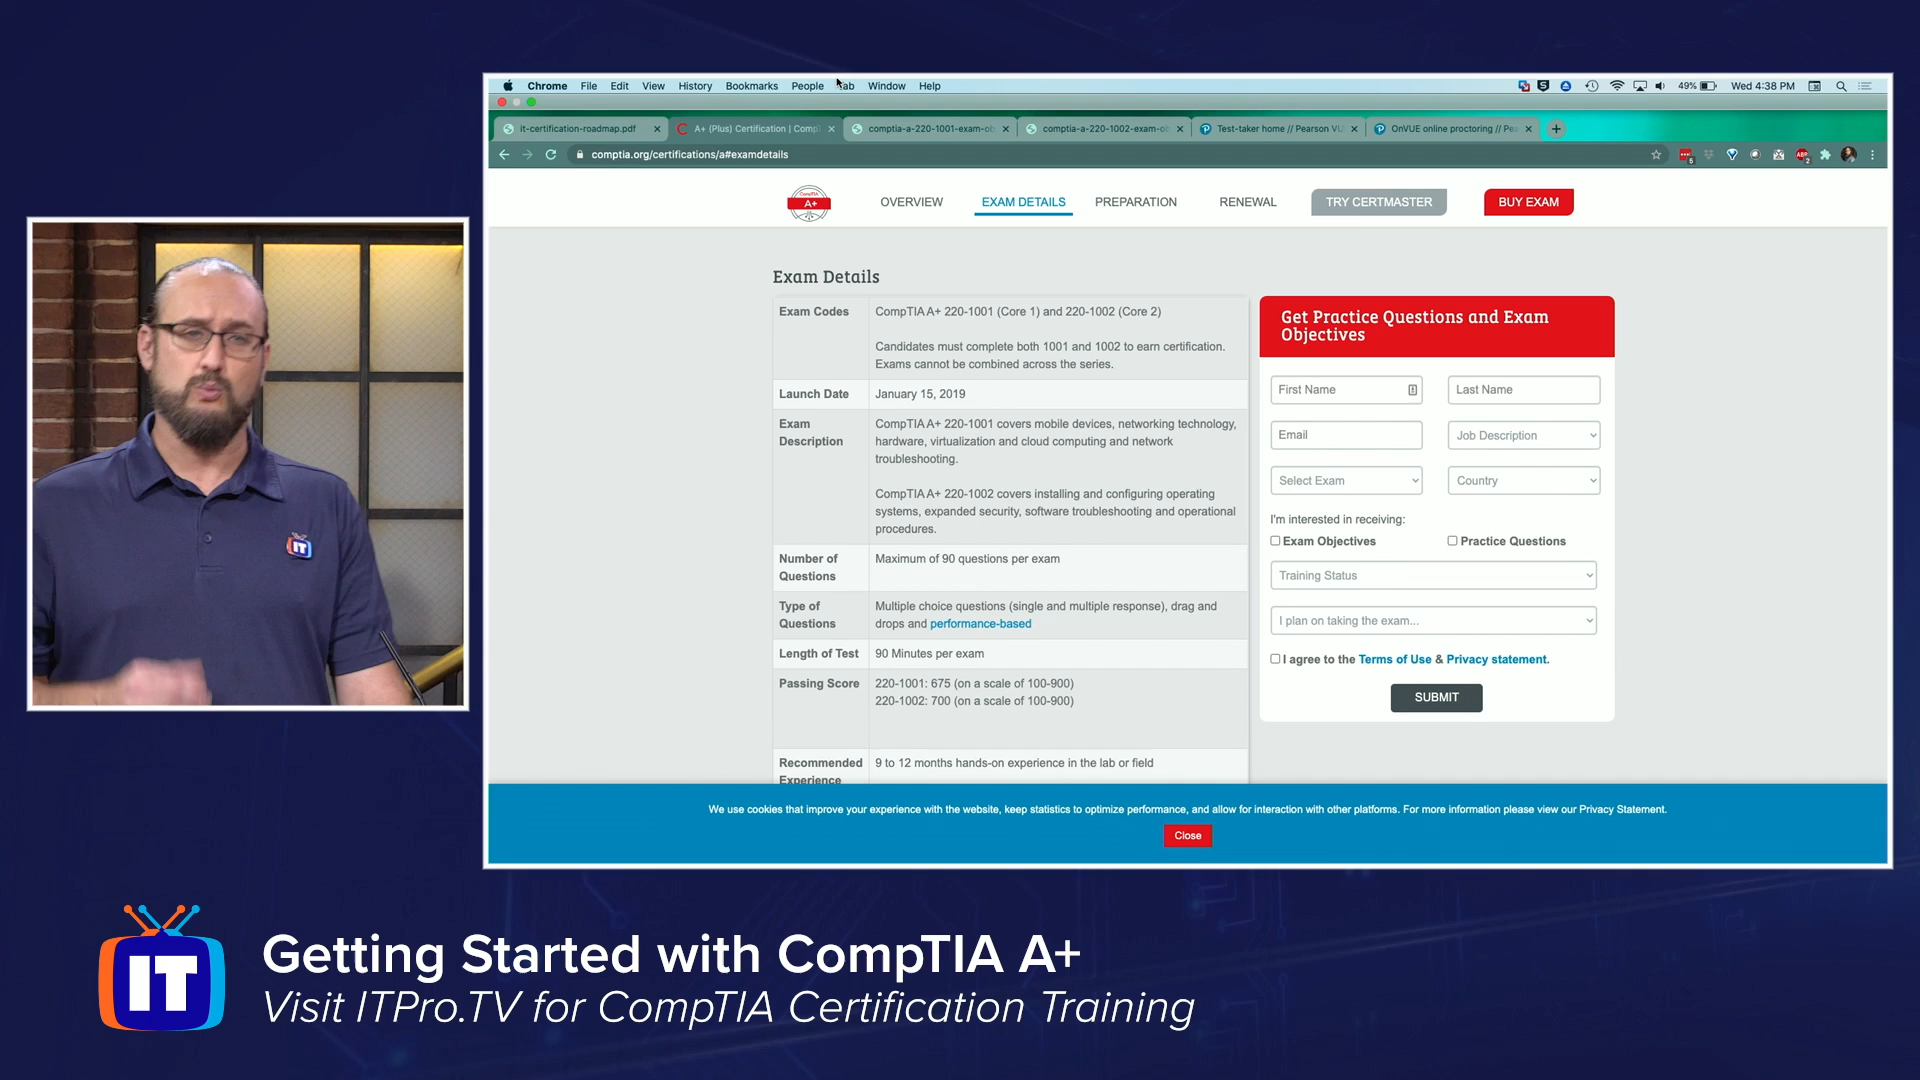 Chrome File Edit View History Bookmarks People Tab Window Help
49% Wed 4:38 PM
it-certification-roadmap.pdf
A+ (Plus) Certification | Comp
comptia-a-220-1001-exam-o
comptia-a-220-1002-exam-o
Test-taker home // Pearson VU
OnVUE online proctoring // Pe
comptia.org/certifications/a#examdetails
CompTIA
A+
OVERVIEW
EXAM DETAILS
PREPARATION
RENEWAL
TRY CERTMASTER
BUY EXAM
Exam Details
Exam Codes
CompTIA A+ 220-1001 (Core 1) and 220-1002 (Core 2)
Candidates must complete both 1001 and 1002 to earn certification.
Exams cannot be combined across the series.
Launch Date
January 15, 2019
Exam
Description
CompTIA A+ 220-1001 covers mobile devices, networking technology,
hardware, virtualization and cloud computing and network
troubleshooting.
CompTIA A+ 220-1002 covers installing and configuring operating
systems, expanded security, software troubleshooting and operational
procedures.
Number of
Questions
Maximum of 90 questions per exam
Type of
Questions
Multiple choice questions (single and multiple response), drag and
drops and performance-based
Length of Test
90 Minutes per exam
Passing Score
220-1001: 675 (on a scale of 100-900)
220-1002: 700 (on a scale of 100-900)
Recommended
Experience
9 to 12 months hands-on experience in the lab or field
Get Practice Questions and Exam
Objectives
First Name
Last Name
Email
Job Description
Select Exam
Country
I'm interested in receiving:
Exam Objectives
Practice Questions
Training Status
I plan on taking the exam...
I agree to the Terms of Use & Privacy statement.
SUBMIT
We use cookies that improve your experience with the website, keep statistics to optimize performance, and allow for interaction with other platforms. For more information please view our Privacy Statement.
Close
IT
IT
Getting Started with CompTIA A+
Visit ITPro.TV for CompTIA Certification Training